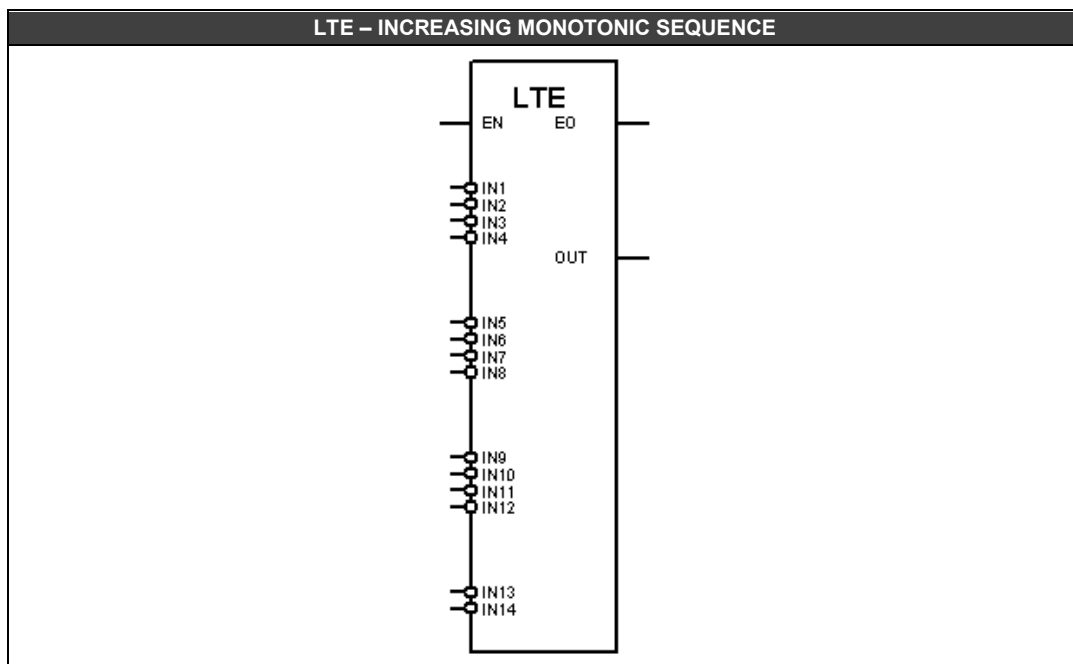 LTE – INCREASING MONOTONIC SEQUENCE
LTE
EN EO
IN1
IN2
IN3
IN4
OUT
IN5
IN6
IN7
IN8
IN9
IN10
IN11
IN12
IN13
IN14